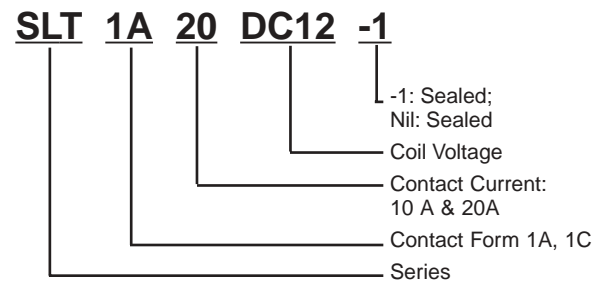 SLT 1A 20 DC12 -1
-1: Sealed;
Nil: Sealed
Coil Voltage
Contact Current:
10 A & 20A
Contact Form 1A, 1C
Series